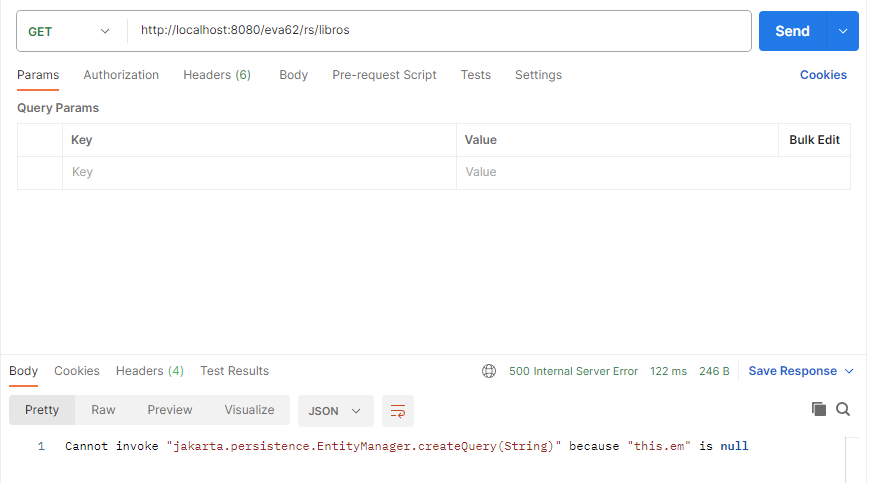 GET http://localhost:8080/eva62/rs/libros Send
Params Authorization Headers (6) Body Pre-request Script Tests Settings Cookies
Query Params
Key Value Bulk Edit
Key Value
Body Cookies Headers (4) Test Results 500 Internal Server Error 122 ms 246 B Save Response
Pretty Raw Preview Visualize JSON
1 Cannot invoke "jakarta.persistence.EntityManager.createQuery(String)" because "this.em" is null